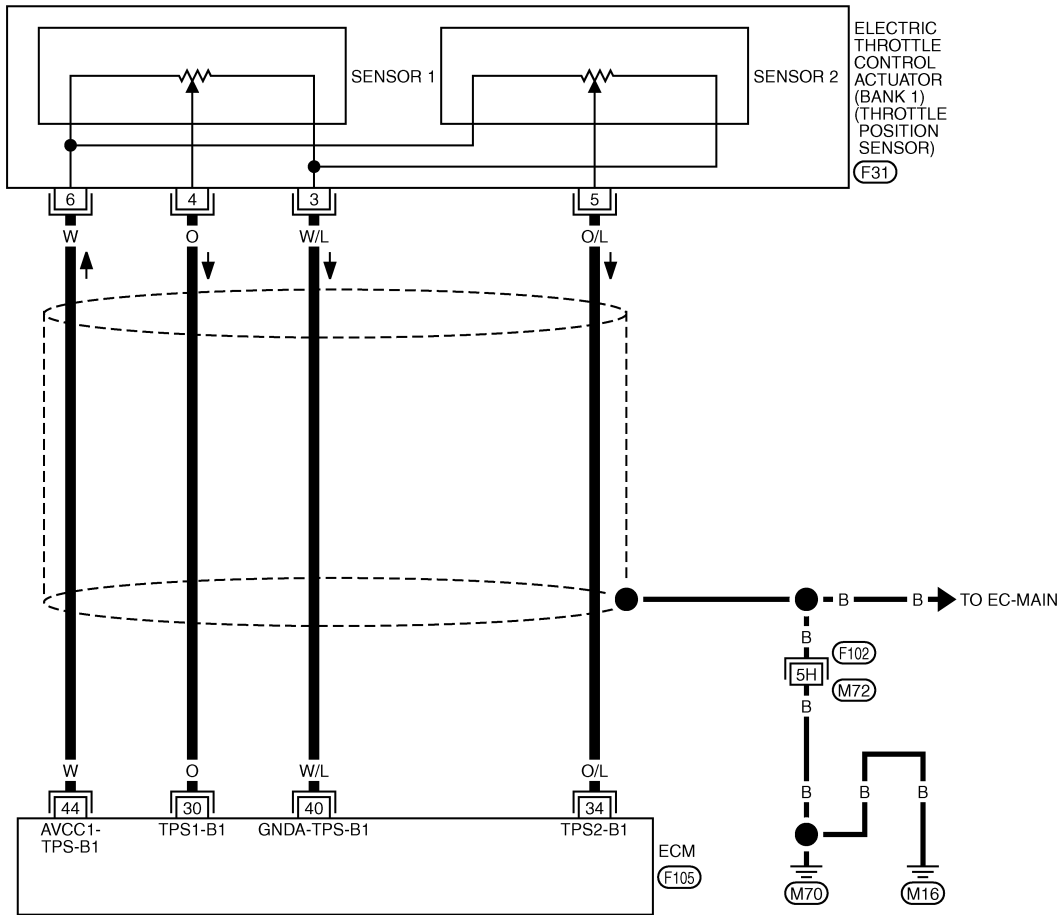 SENSOR 1
SENSOR 2
ELECTRIC
THROTTLE
CONTROL
ACTUATOR
(BANK 1)
(THROTTLE
POSITION
SENSOR)
F31
6
4
3
5
W
O
W/L
O/L
B
B
TO EC-MAIN
B
F102
5H
M72
B
W
O
W/L
O/L
B
B
B
44
30
40
34
AVCC1-
TPS-B1
TPS1-B1
GNDA-TPS-B1
TPS2-B1
ECM
F105
M70
M16